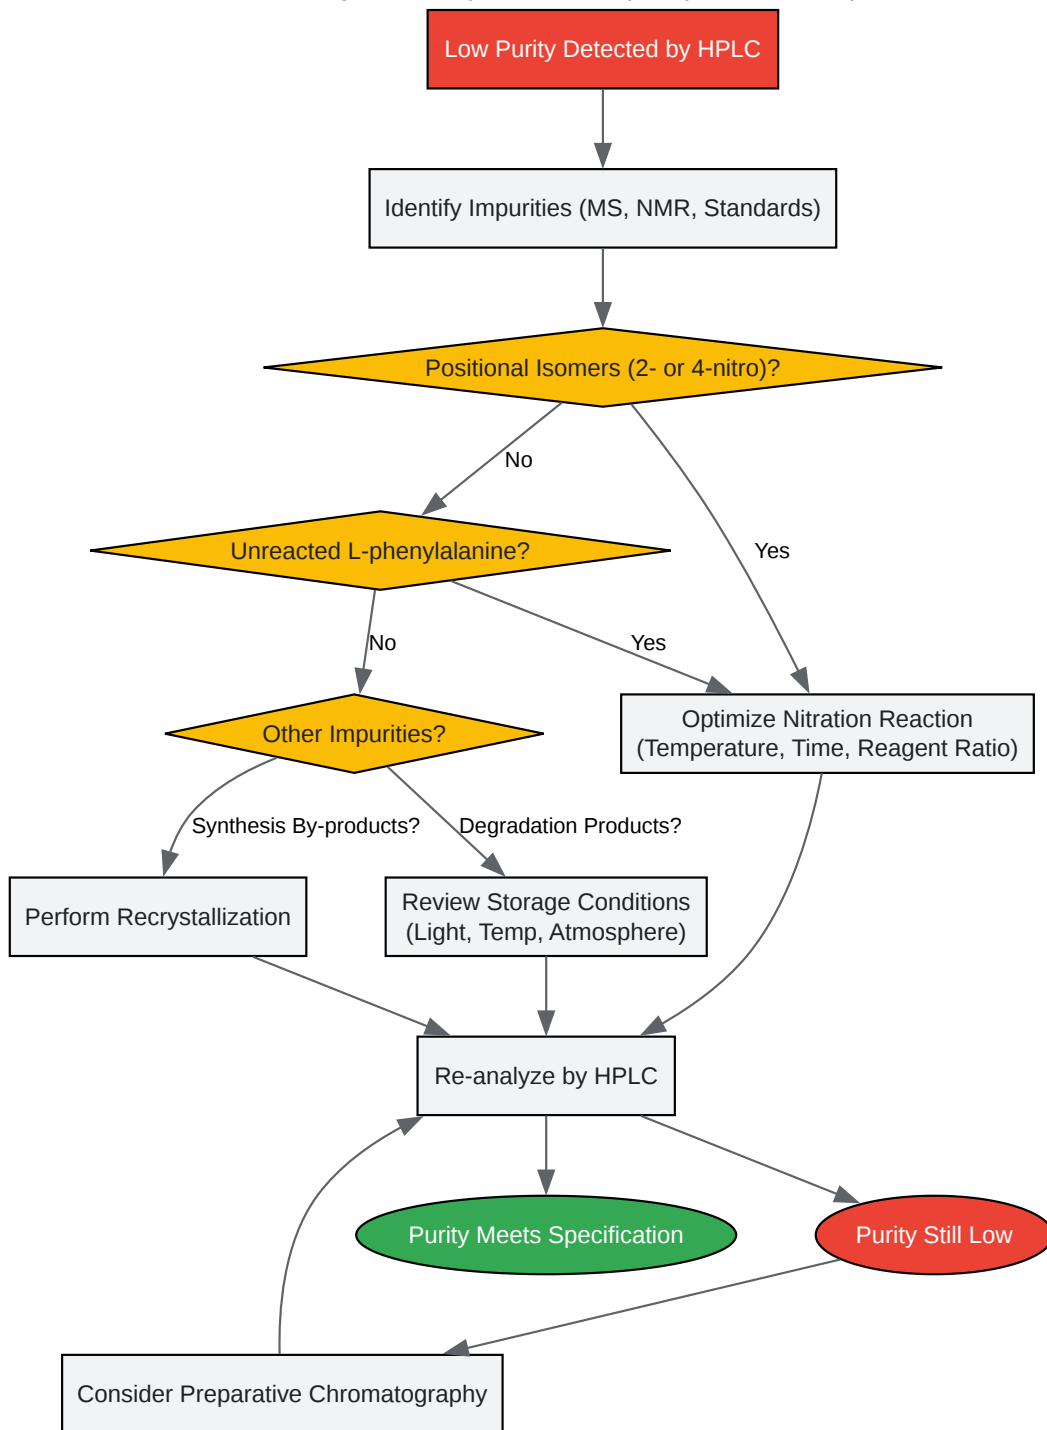 Low Purity Detected by HPLC
Identify Impurities (MS, NMR, Standards)
Positional Isomers (2- or 4-nitro)?
No
Yes
Unreacted L-phenylalanine?
No
Yes
Other Impurities?
Optimize Nitration Reaction
(Temperature, Time, Reagent Ratio)
Synthesis By-products?
Degradation Products?
Perform Recrystallization
Review Storage Conditions
(Light, Temp, Atmosphere)
Re-analyze by HPLC
Purity Meets Specification
Purity Still Low
Consider Preparative Chromatography